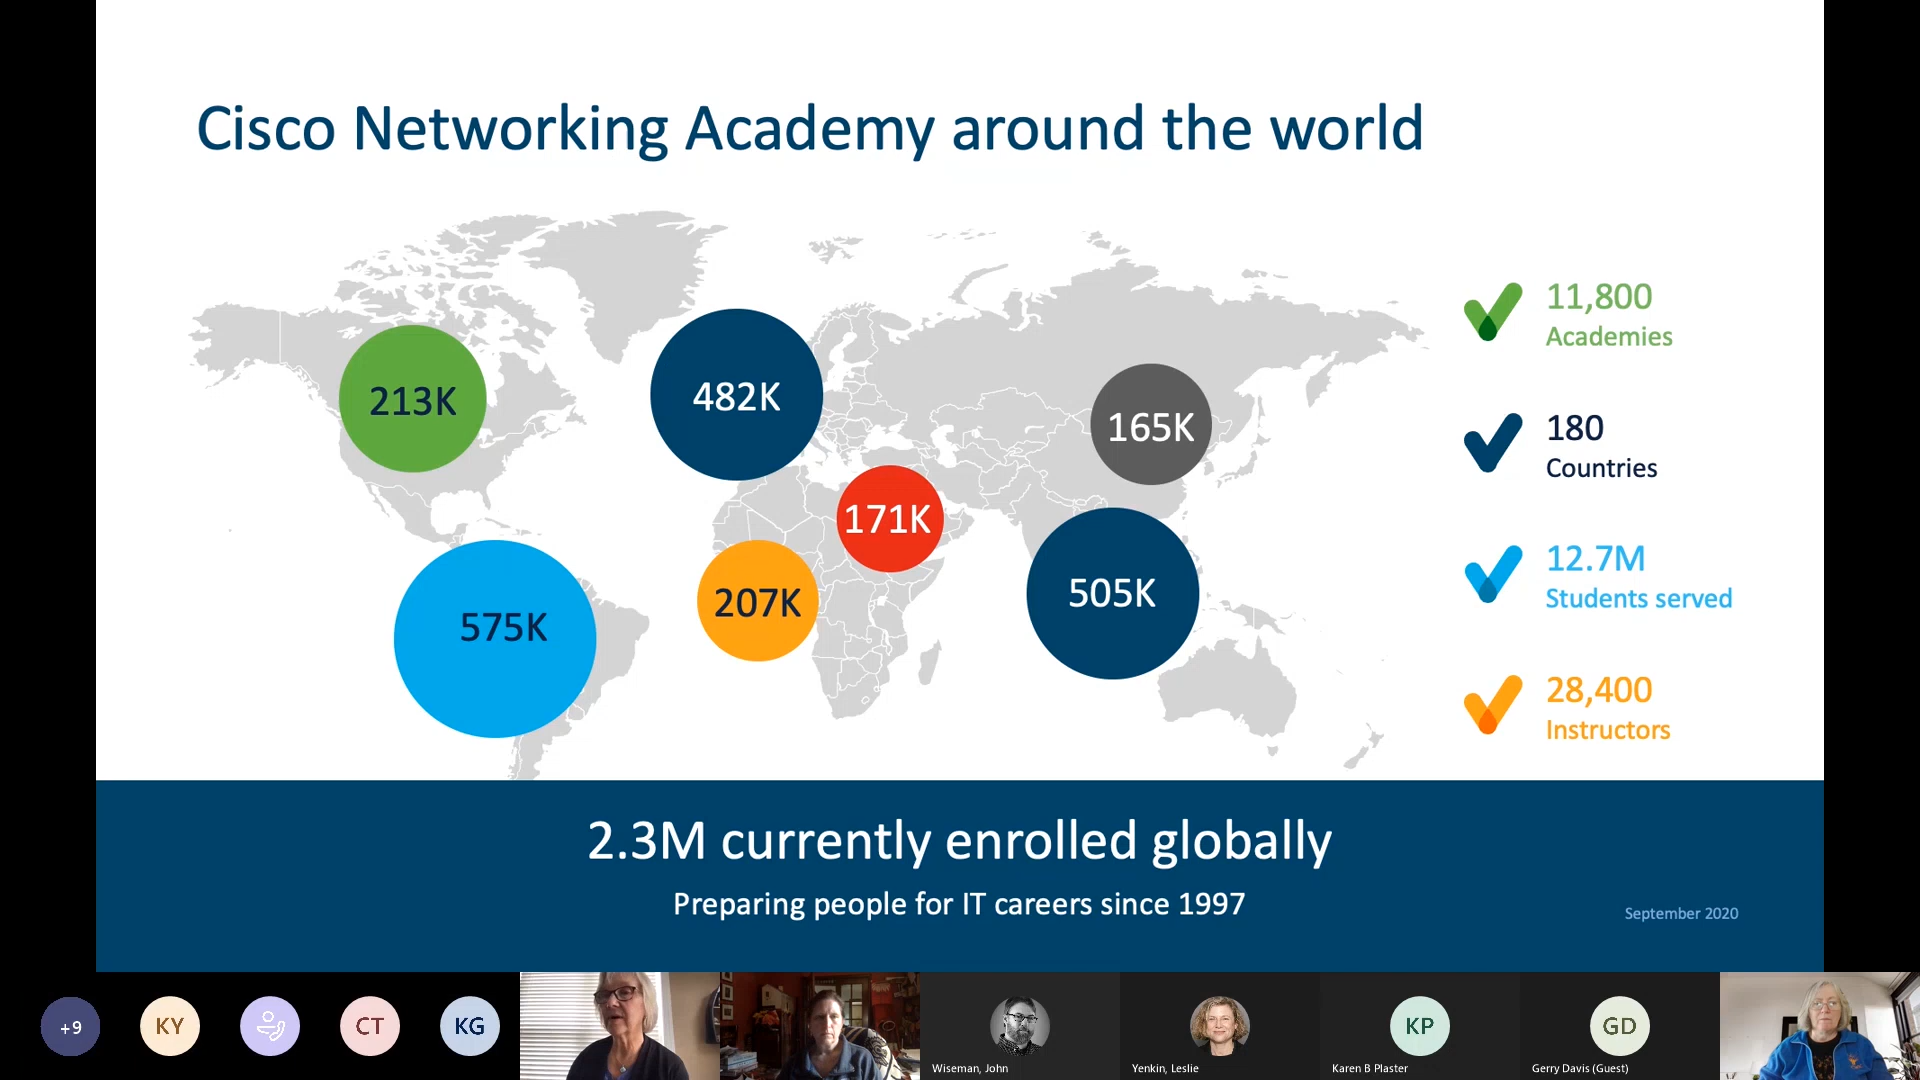 Cisco Networking Academy around the world
213K
482K
165K
171K
207K
575K
505K
11,800
Academies
180
Countries
12.7M
Students served
28,400
Instructors
2.3M currently enrolled globally
Preparing people for IT careers since 1997
September 2020
+9
KY
CT
KG
Wiseman, John
Yenkin, Leslie
KP
Karen B Plaster
GD
Gerry Davis (Guest)